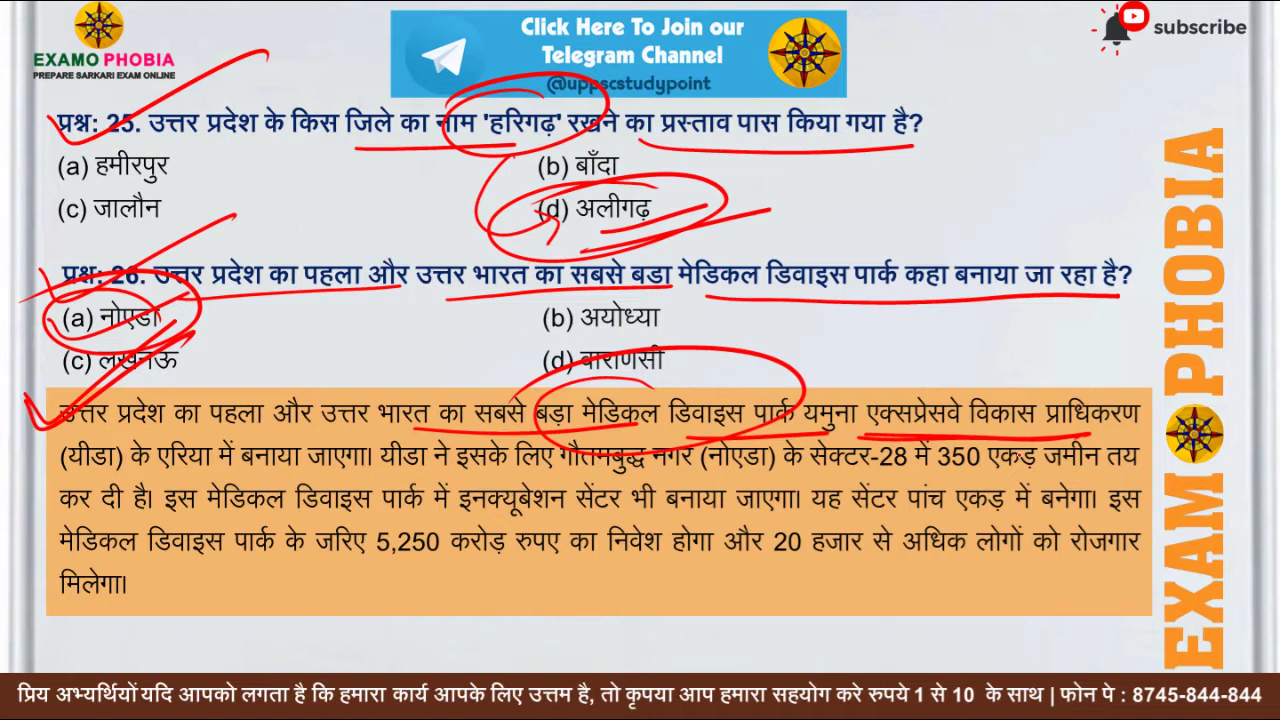 Click Here To Join our
Telegram Channel
@uppscstudypoint
subscribe
EXAMO PHOBIA
PREPARE SARKARI EXAM ONLINE
प्रश्न: 25. उत्तर प्रदेश के किस जिले का नाम 'हरिगढ़' रखने का प्रस्ताव पास किया गया है?
(a) हमीरपुर (b) बाँदा
(c) जालौन (d) अलीगढ़
प्रश्न: 26. उत्तर प्रदेश का पहला और उत्तर भारत का सबसे बडा मेडिकल डिवाइस पार्क कहा बनाया जा रहा है?
(a) नोएडा (b) अयोध्या
(c) लखनऊ (d) वाराणसी
उत्तर प्रदेश का पहला और उत्तर भारत का सबसे बड़ा मेडिकल डिवाइस पार्क यमुना एक्सप्रेसवे विकास प्राधिकरण
(यीडा) के एरिया में बनाया जाएगा। यीडा ने इसके लिए गौतमबुद्ध नगर (नोएडा) के सेक्टर-28 में 350 एकड़ जमीन तय
कर दी है। इस मेडिकल डिवाइस पार्क में इनक्यूबेशन सेंटर भी बनाया जाएगा। यह सेंटर पांच एकड़ में बनेगा। इस
मेडिकल डिवाइस पार्क के जरिए 5,250 करोड़ रुपए का निवेश होगा और 20 हजार से अधिक लोगों को रोजगार
मिलेगा।
EXAM PHOBIA
प्रिय अभ्यर्थियों यदि आपको लगता है कि हमारा कार्य आपके लिए उत्तम है, तो कृपया आप हमारा सहयोग करे रुपये 1 से 10 के साथ | फोन पे : 8745-844-844